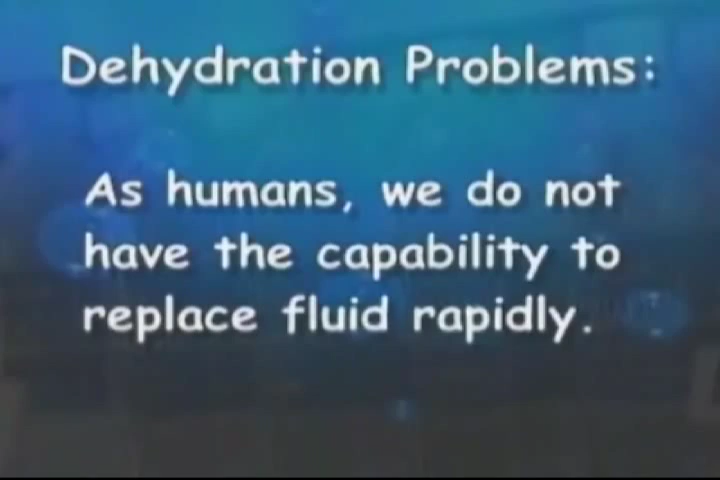 Dehydration Problems:
As humans, we do not
have the capability to
replace fluid rapidly.